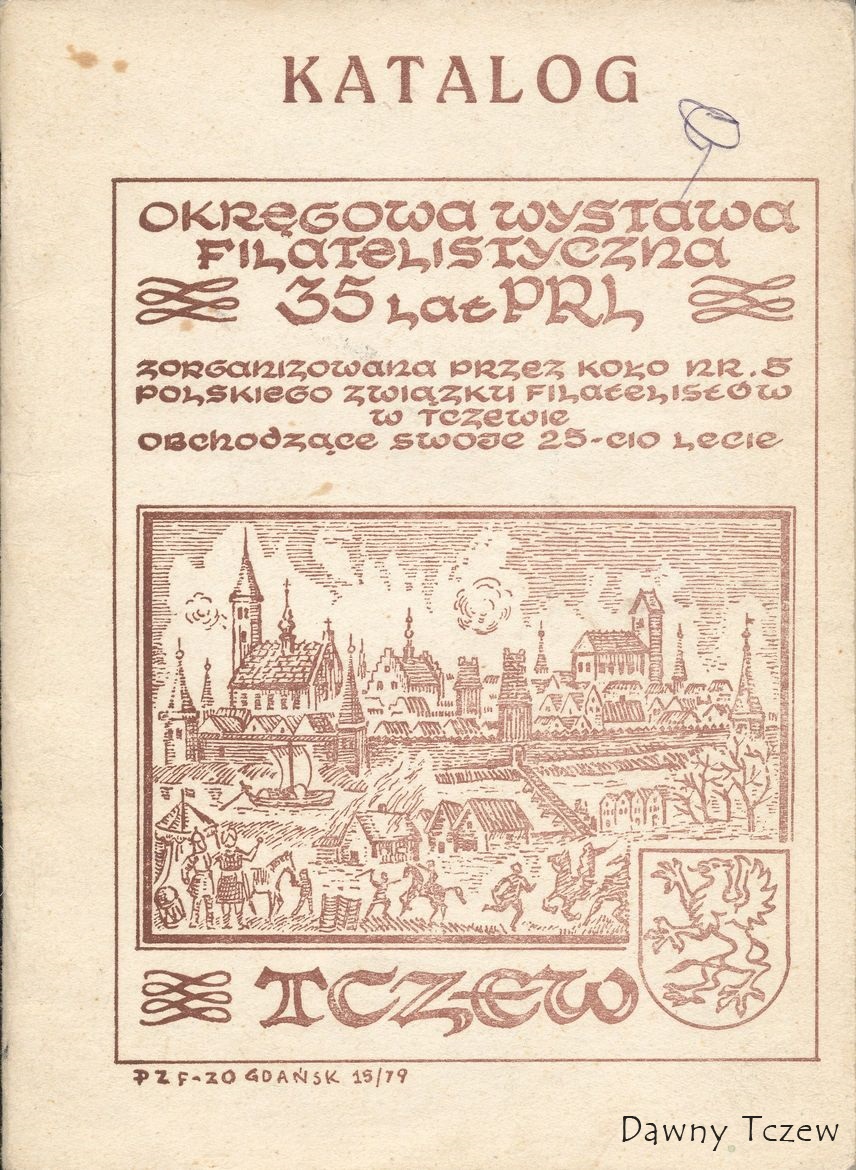 KATALOG
OKRĘGOWA WYSTAWA
FILATELISTYCZNA
35 lat PRL
ZORGANIZOWANA PRZEZ KOŁO NR. 5
POLSKIEGO ZWIĄZKU FILATELISTÓW
W TCZEWIE
OBCHODZĄCE SWOJE 25-CIO LECIE
TCZEW
PZF-ZO GDAŃSK 15/79
Dawny Tczew